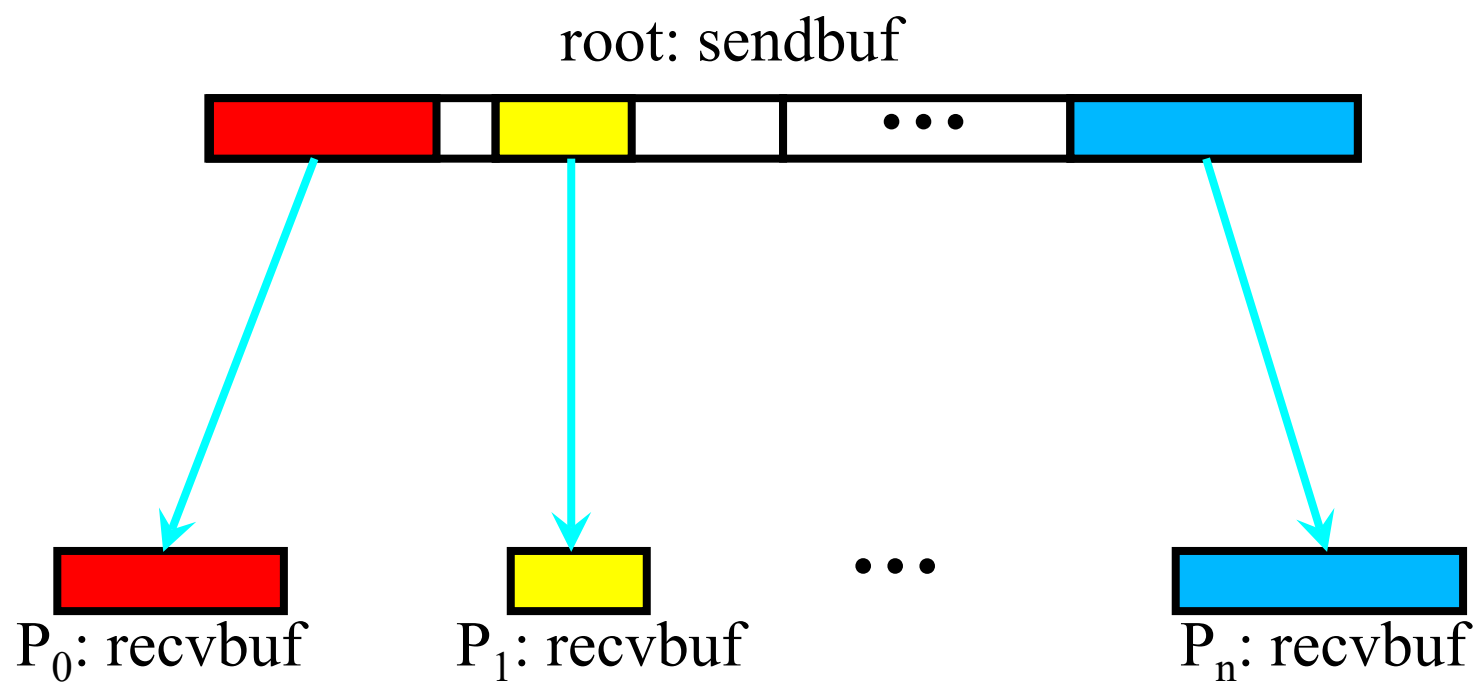 root: sendbuf
•••
•••
P₀: recvbuf P₁: recvbuf Pₙ: recvbuf